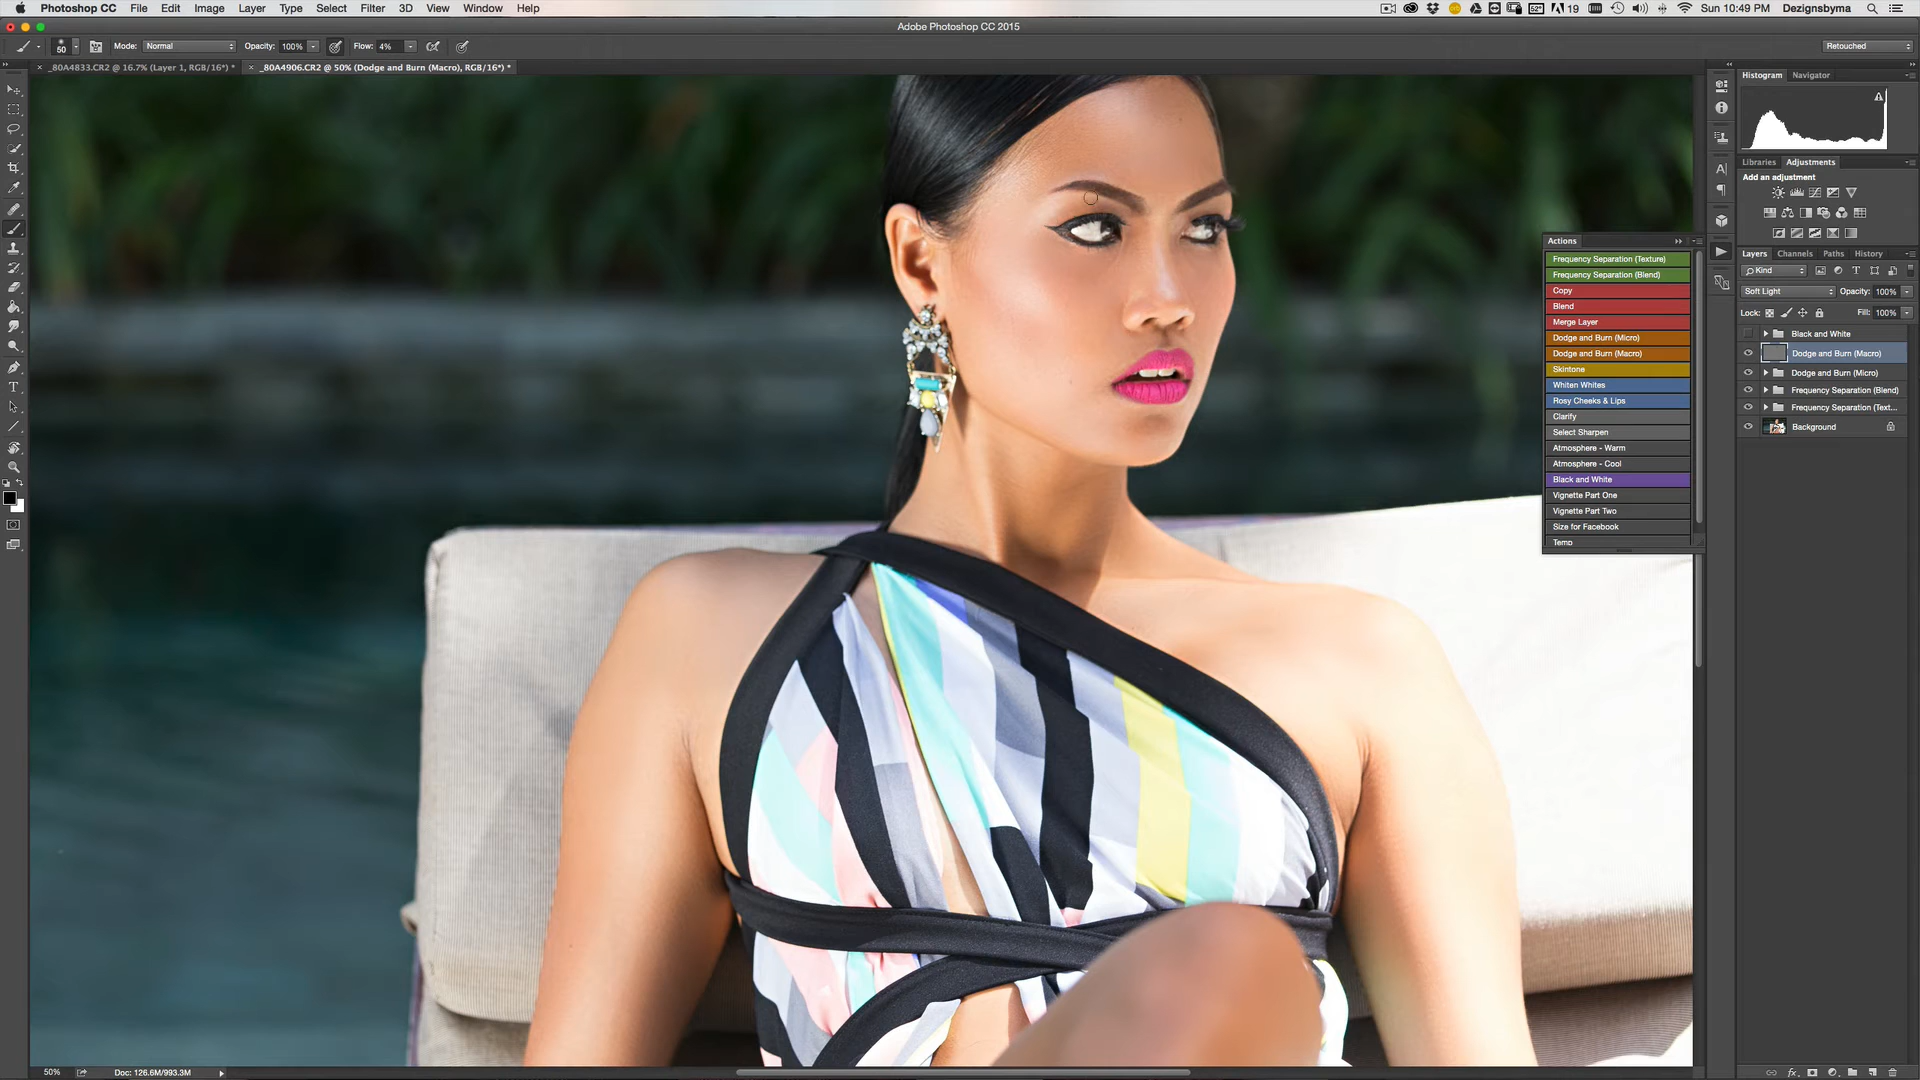 Photoshop CC File Edit Image Layer Type Select Filter 3D View Window Help 19 52° Sun 10:49 PM Dezignsbyma
Adobe Photoshop CC 2015
50 Mode: Normal Opacity: 100% Flow: 4% Retouched
_80A4833.CR2 @ 16.7% (Layer 1, RGB/16*) * _80A4906.CR2 @ 50% (Dodge and Burn (Macro), RGB/16*) *
Histogram Navigator
Libraries Adjustments
Add an adjustment
Layers Channels Paths History
Kind
Soft Light Opacity: 100%
Lock: Fill: 100%
Black and White
Dodge and Burn (Macro)
Dodge and Burn (Micro)
Frequency Separation (Blend)
Frequency Separation (Text...
Background
Actions
Frequency Separation (Texture)
Frequency Separation (Blend)
Copy
Blend
Merge Layer
Dodge and Burn (Micro)
Dodge and Burn (Macro)
Skintone
Whiten Whites
Rosy Cheeks & Lips
Clarify
Select Sharpen
Atmosphere - Warm
Atmosphere - Cool
Black and White
Vignette Part One
Vignette Part Two
Size for Facebook
Temp
50% Doc: 126.6M/993.3M